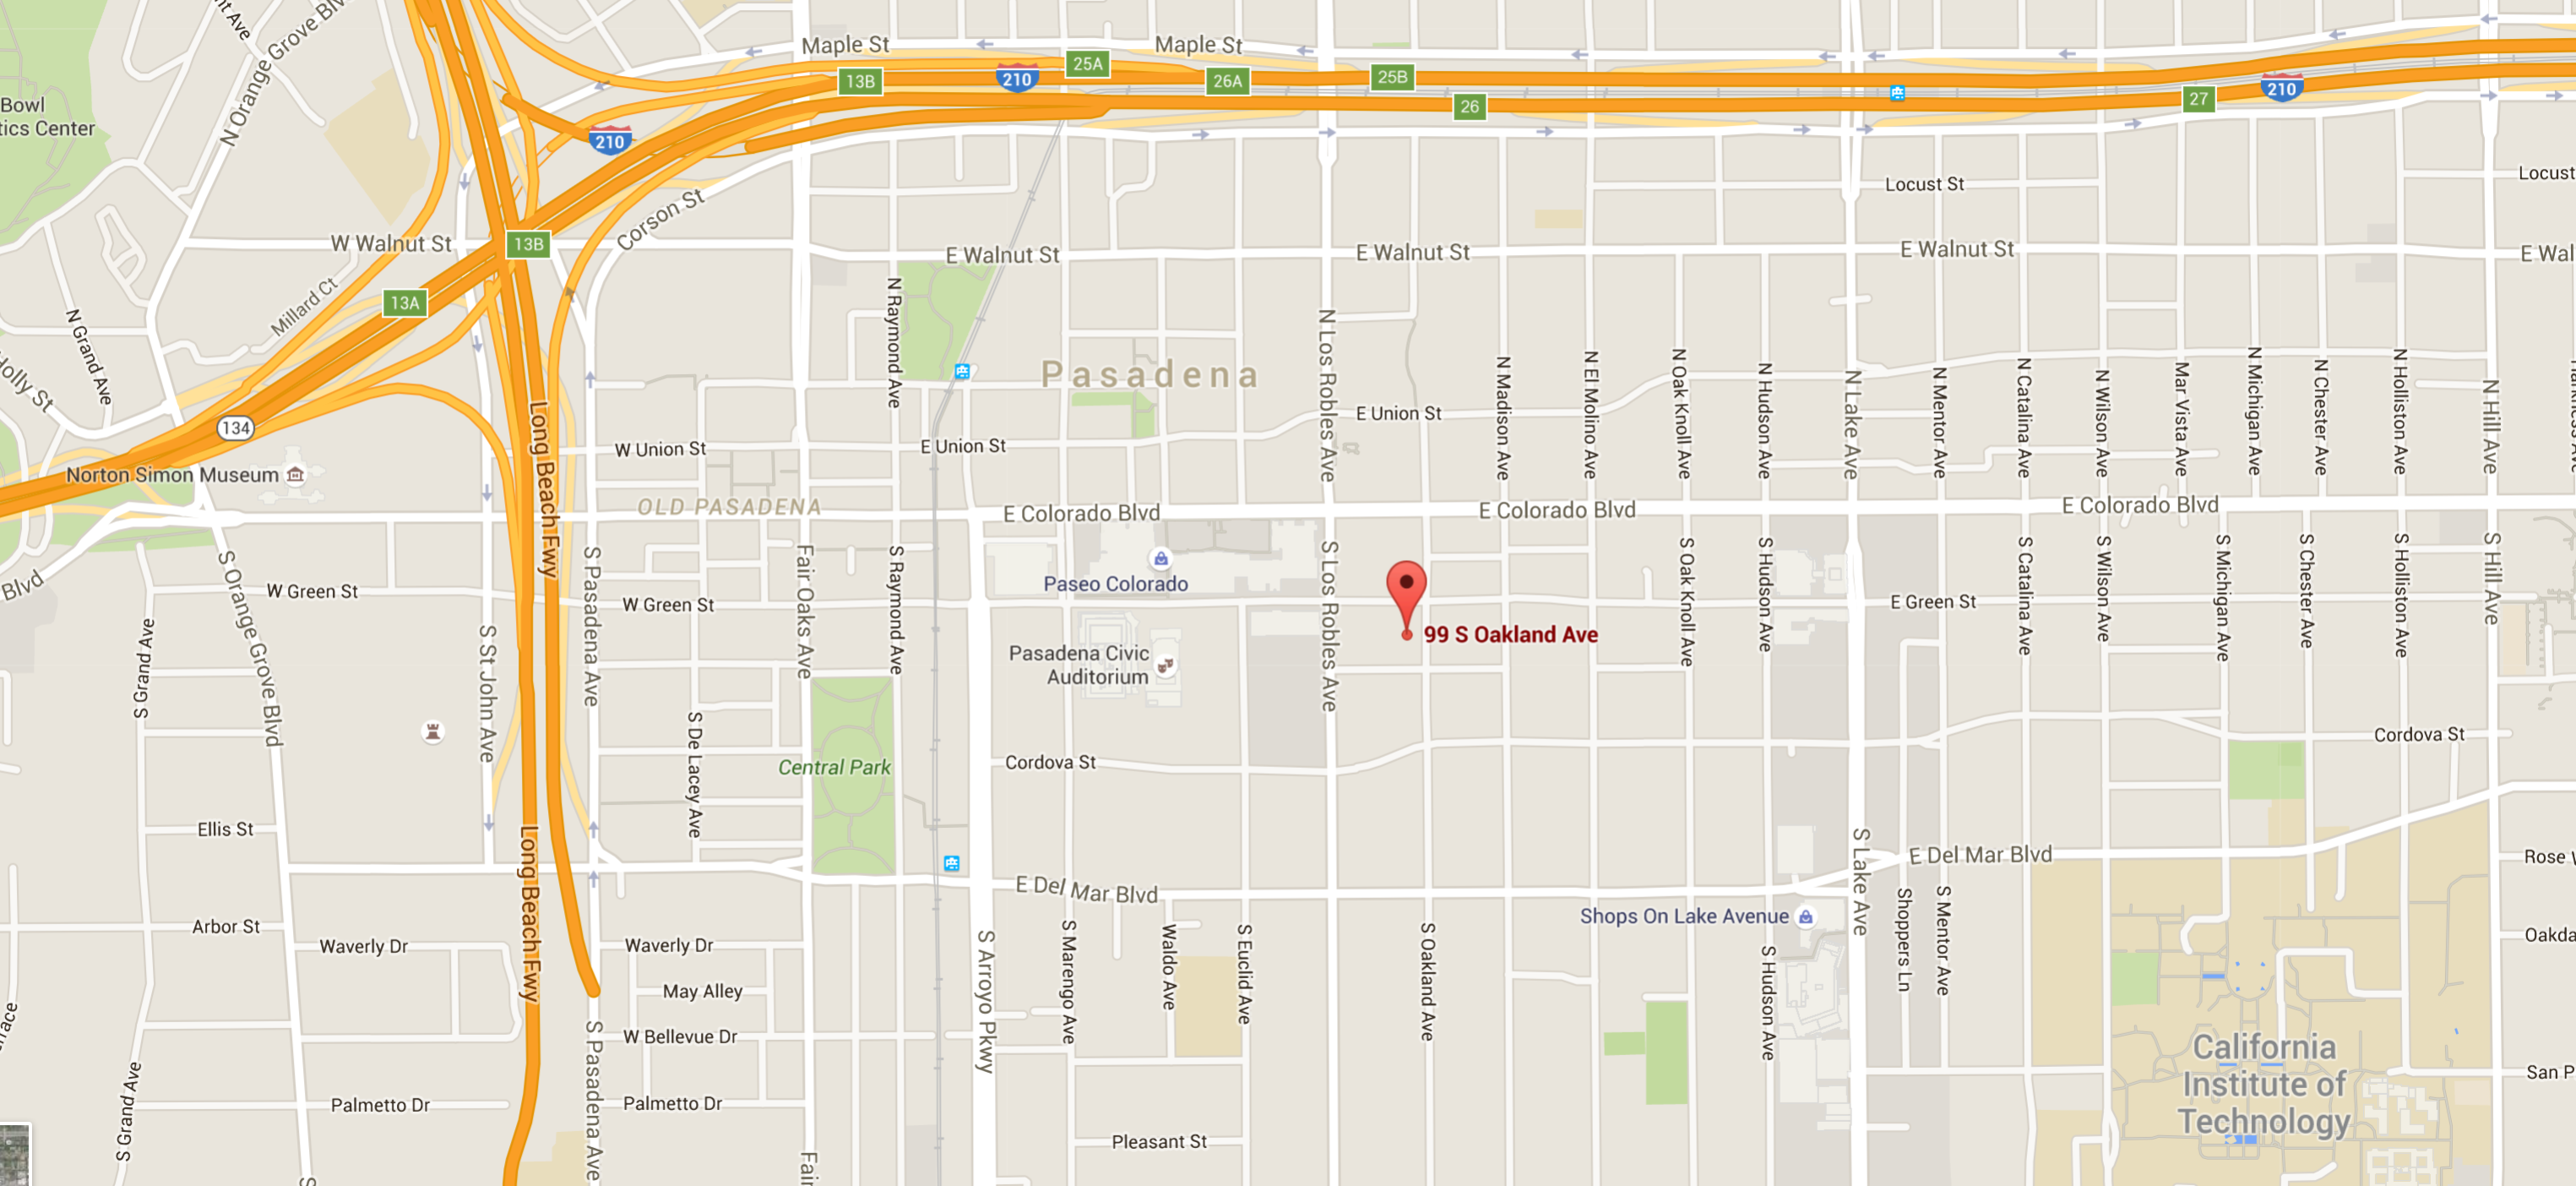 Maple St
Maple St
25A
25B
13B
210
26A
26
27
210
210
N Orange Grove Blvd
Bowl
tics Center
Locust St
Locust
Corson St
W Walnut St
13B
E Walnut St
E Walnut St
E Walnut St
E Wal
13A
Millard Ct
N Grand Ave
Holly St
N Raymond Ave
N Los Robles Ave
Pasadena
N Madison Ave
N El Molino Ave
N Oak Knoll Ave
N Hudson Ave
N Lake Ave
N Mentor Ave
N Catalina Ave
N Wilson Ave
Mar Vista Ave
N Michigan Ave
N Chester Ave
N Holliston Ave
N Hill Ave
134
Long Beach Fwy
W Union St
E Union St
E Union St
Norton Simon Museum
OLD PASADENA
E Colorado Blvd
E Colorado Blvd
E Colorado Blvd
Blvd
S Orange Grove Blvd
W Green St
W Green St
S Pasadena Ave
Fair Oaks Ave
S Raymond Ave
Paseo Colorado
S Los Robles Ave
99 S Oakland Ave
S Oak Knoll Ave
S Hudson Ave
E Green St
S Catalina Ave
S Wilson Ave
S Michigan Ave
S Chester Ave
S Holliston Ave
S Hill Ave
S Grand Ave
S St John Ave
Pasadena Civic
Auditorium
S De Lacey Ave
Central Park
Cordova St
Cordova St
Ellis St
Long Beach Fwy
E Del Mar Blvd
E Del Mar Blvd
S Lake Ave
Rose
Arbor St
Waverly Dr
Waverly Dr
S Arroyo Pkwy
S Marengo Ave
Waldo Ave
S Euclid Ave
S Oakland Ave
Shops On Lake Avenue
S Hudson Ave
Shoppers Ln
S Mentor Ave
Oakda
May Alley
W Bellevue Dr
S Pasadena Ave
S Grand Ave
California
Institute of
Technology
San P
Palmetto Dr
Palmetto Dr
Pleasant St
Fair